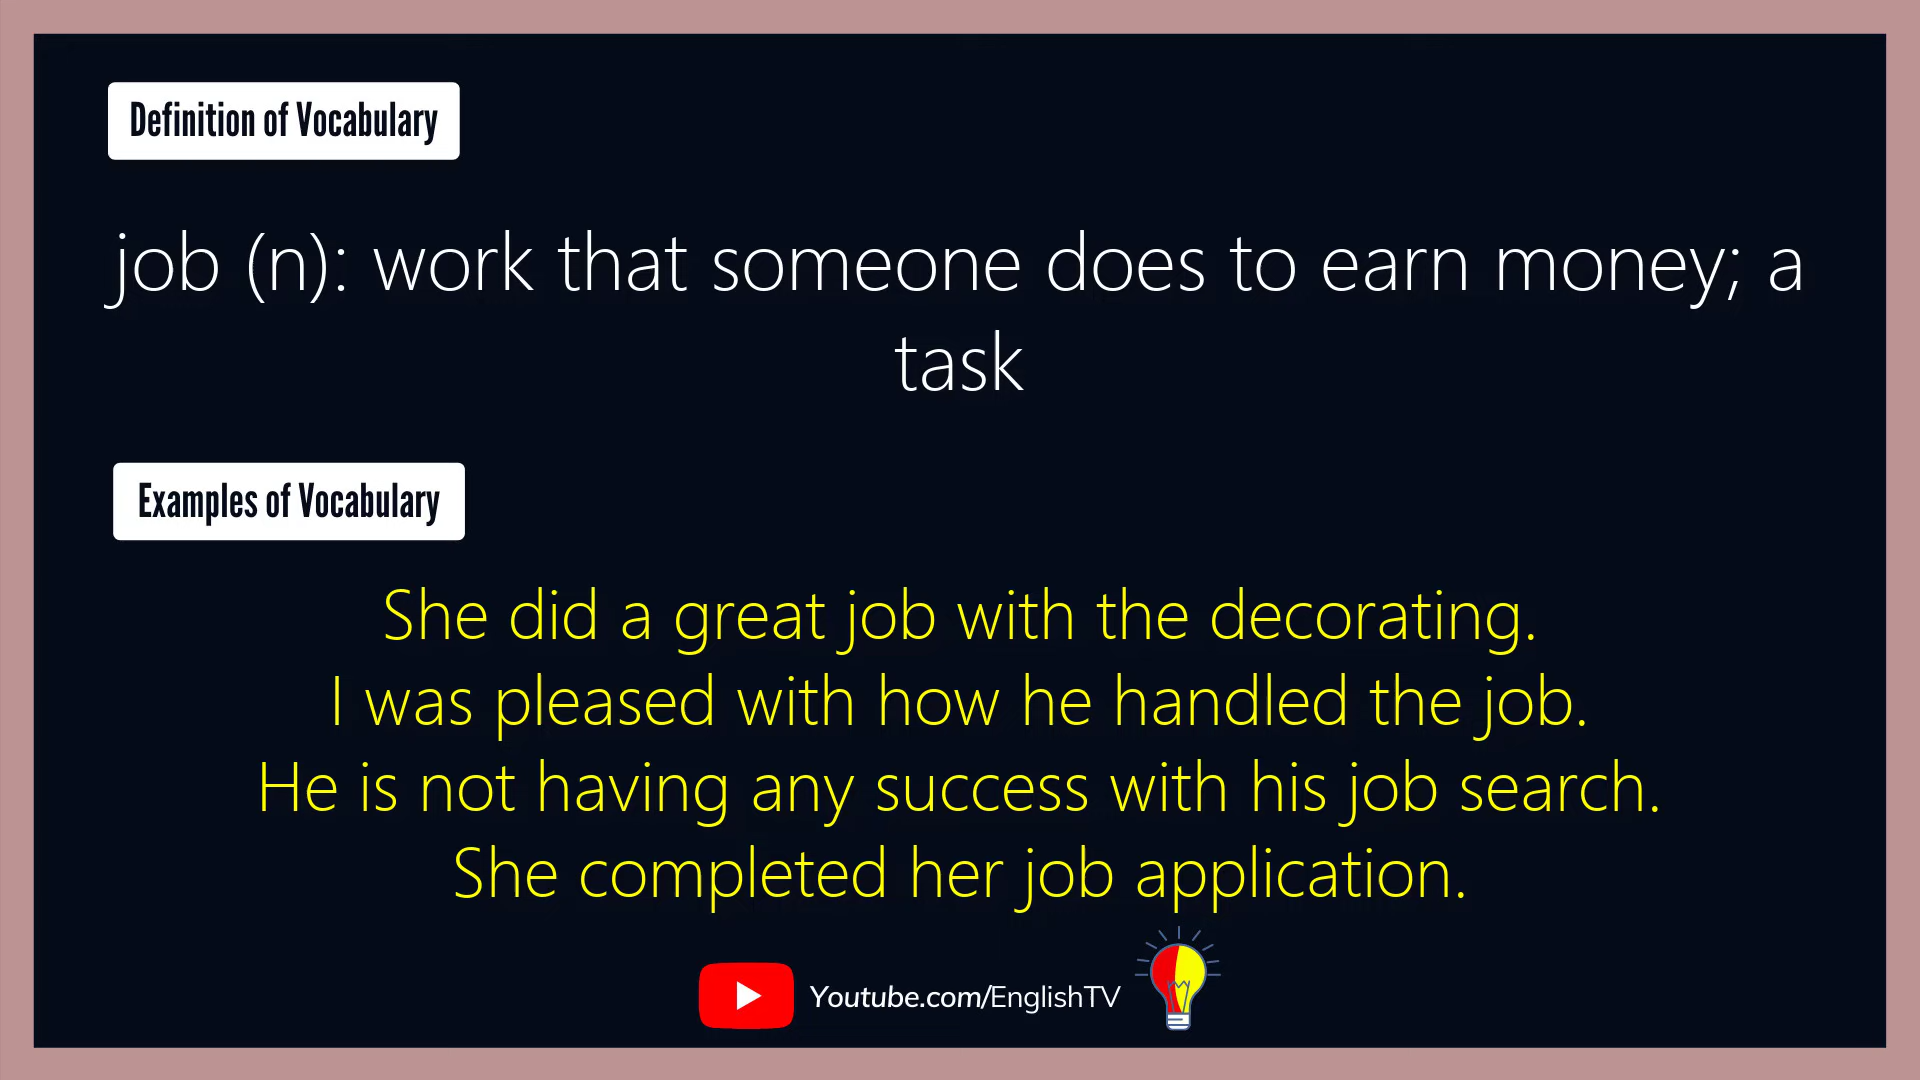 Definition of Vocabulary
job (n): work that someone does to earn money; a
task
Examples of Vocabulary
She did a great job with the decorating.
I was pleased with how he handled the job.
He is not having any success with his job search.
She completed her job application.
Youtube.com/EnglishTV